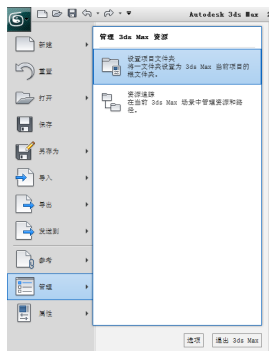 Autodesk 3ds Max
管理 3ds Max 资源
新建
设置项目文件夹
将一文件夹设置为 3ds Max 当前项目的
根文件夹。
重置
资源追踪
在当前 3ds Max 场景中管理资源和路
径。
打开
保存
另存为
导入
导出
发送到
参考
管理
属性
选项
退出 3ds Max